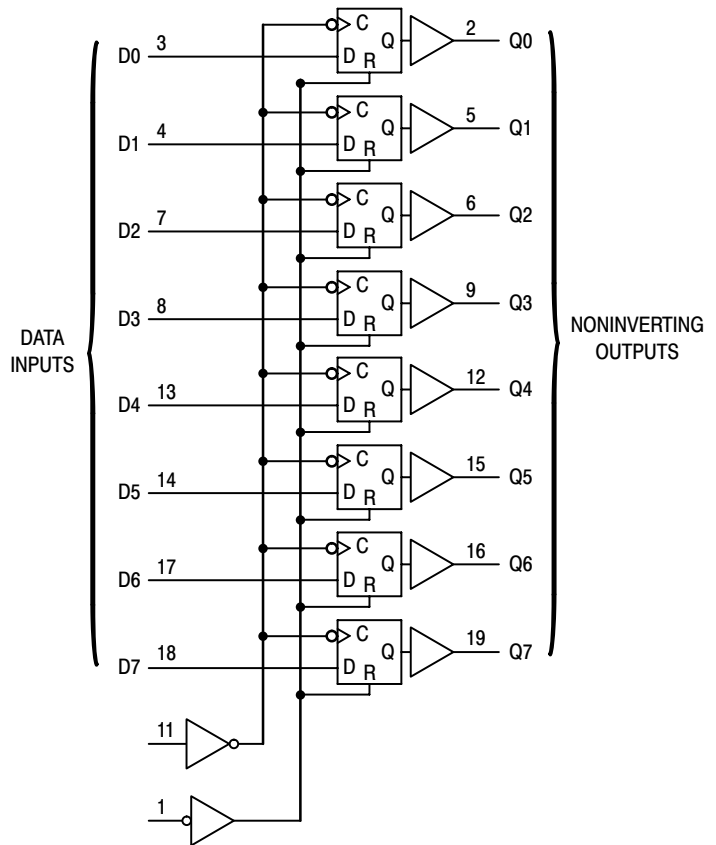 C
2
3
Q
Q0
D0
D
R
C
5
4
Q
Q1
D1
D
R
C
6
7
Q
Q2
D2
D
R
C
9
8
Q
Q3
D3
D
R
DATA
INPUTS
NONINVERTING
OUTPUTS
C
12
13
Q
Q4
D4
D
R
C
15
14
Q
Q5
D5
D
R
C
16
17
Q
Q6
D6
D
R
C
19
18
Q
Q7
D7
D
R
11
1